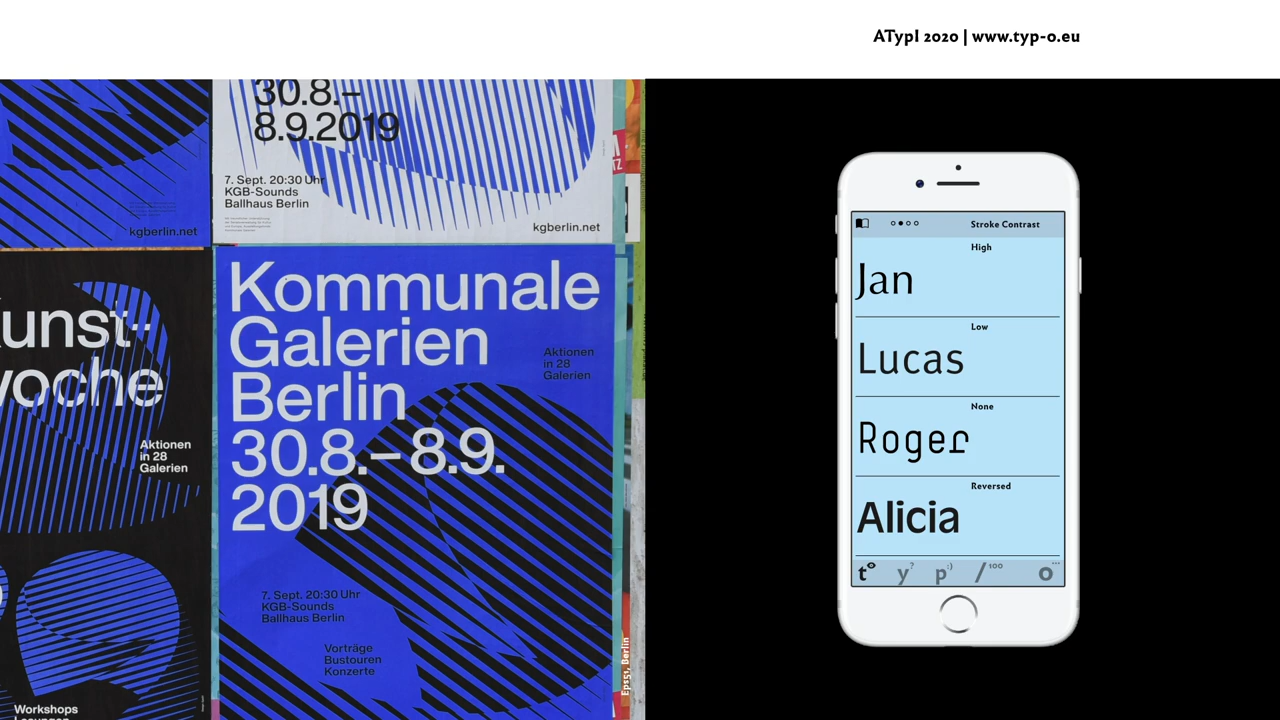 ATypI 2020 | www.typ-o.eu
30.8.–
8.9.2019
7. Sept. 20:30 Uhr
KGB-Sounds
Ballhaus Berlin
kgberlin.net
kgberlin.net
unst-
woche
Aktionen
in 28
Galerien
Workshops
Lesungen
Kommunale
Galerien
Berlin
30.8.–8.9.
2019
Aktionen
in 28
Galerien
7. Sept. 20:30 Uhr
KGB-Sounds
Ballhaus Berlin
Vorträge
Bustouren
Konzerte
Eps51, Berlin
Stroke Contrast
High
Jan
Low
Lucas
None
Roger
Reversed
Alicia
t y? p:) /100 o...